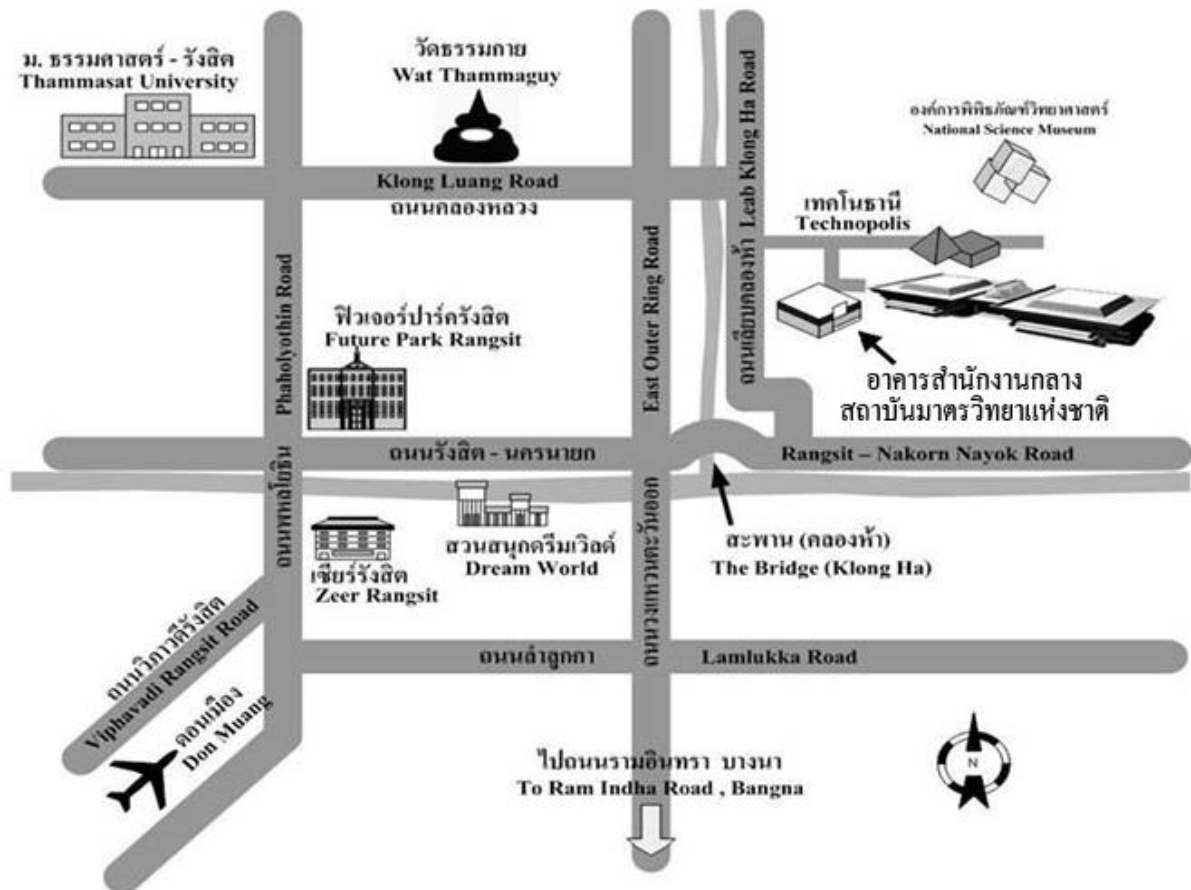 ม. ธรรมศาสตร์ - รังสิต
Thammasat University
วัดธรรมกาย
Wat Thammaguy
Leab Klong Ha Road
ถนนเลียบคลองห้า
องค์การพิพิธภัณฑ์วิทยาศาสตร์
National Science Museum
Klong Luang Road
ถนนคลองหลวง
เทคโนธานี
Technopolis
Phaholyothin Road
ถนนพหลโยธิน
ฟิวเจอร์ปาร์ครังสิต
Future Park Rangsit
East Outer Ring Road
ถนนวงแหวนตะวันออก
อาคารสำนักงานกลาง
สถาบันมาตรวิทยาแห่งชาติ
ถนนรังสิต - นครนายก
Rangsit – Nakorn Nayok Road
สวนสนุกดรีมเวิลด์
Dream World
สะพาน (คลองห้า)
The Bridge (Klong Ha)
เซียร์รังสิต
Zeer Rangsit
ถนนวิภาวดีรังสิต
Viphavadi Rangsit Road
ถนนลำลูกกา
Lamlukka Road
ดอนเมือง
Don Muang
ไปถนนรามอินทรา บางนา
To Ram Indha Road , Bangna
N